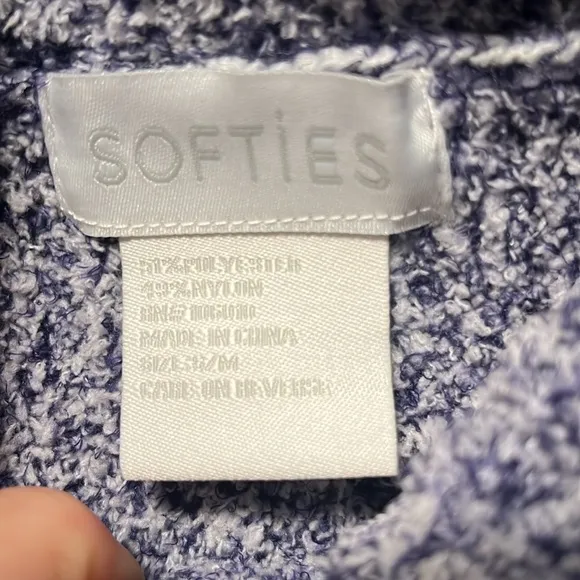 SOFTiES
51%POLYESTER
49%NYLON
MADE IN CHINA
SIZE:S/M
CARE ON REVERSE